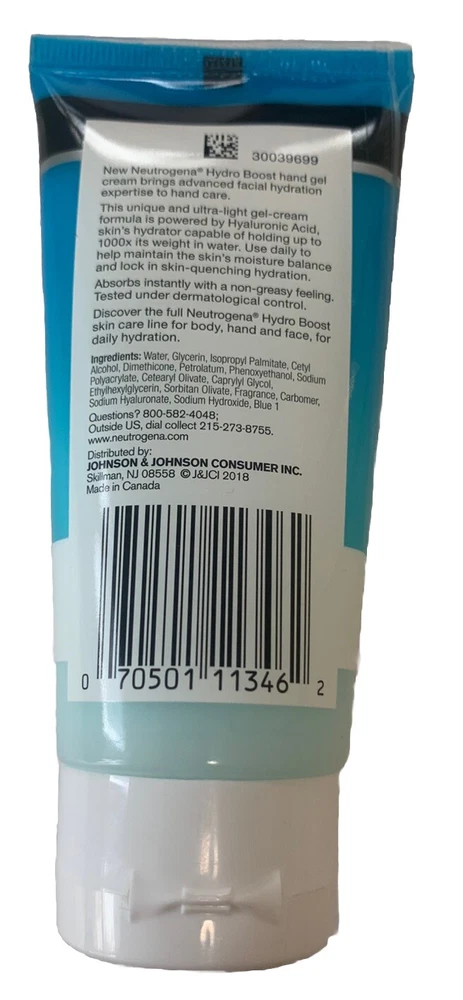 30039699
New Neutrogena® Hydro Boost hand gel
cream brings advanced facial hydration
expertise to hand care.
This unique and ultra-light gel-cream
formula is powered by Hyaluronic Acid,
skin's hydrator capable of holding up to
1000x its weight in water. Use daily to
help maintain the skin's moisture balance
and lock in skin-quenching hydration.
Absorbs instantly with a non-greasy feeling.
Tested under dermatological control.
Discover the full Neutrogena® Hydro Boost
skin care line for body, hand and face, for
daily hydration.
Ingredients: Water, Glycerin, Isopropyl Palmitate, Cetyl
Alcohol, Dimethicone, Petrolatum, Phenoxyethanol, Sodium
Polyacrylate, Cetearyl Olivate, Caprylyl Glycol,
Ethylhexylglycerin, Sorbitan Olivate, Fragrance, Carbomer,
Sodium Hyaluronate, Sodium Hydroxide, Blue 1
Questions? 800-582-4048;
Outside US, dial collect 215-273-8755.
www.neutrogena.com
Distributed by:
JOHNSON & JOHNSON CONSUMER INC.
Skillman, NJ 08558 © J&JCI 2018
Made in Canada
0 70501 11346 2